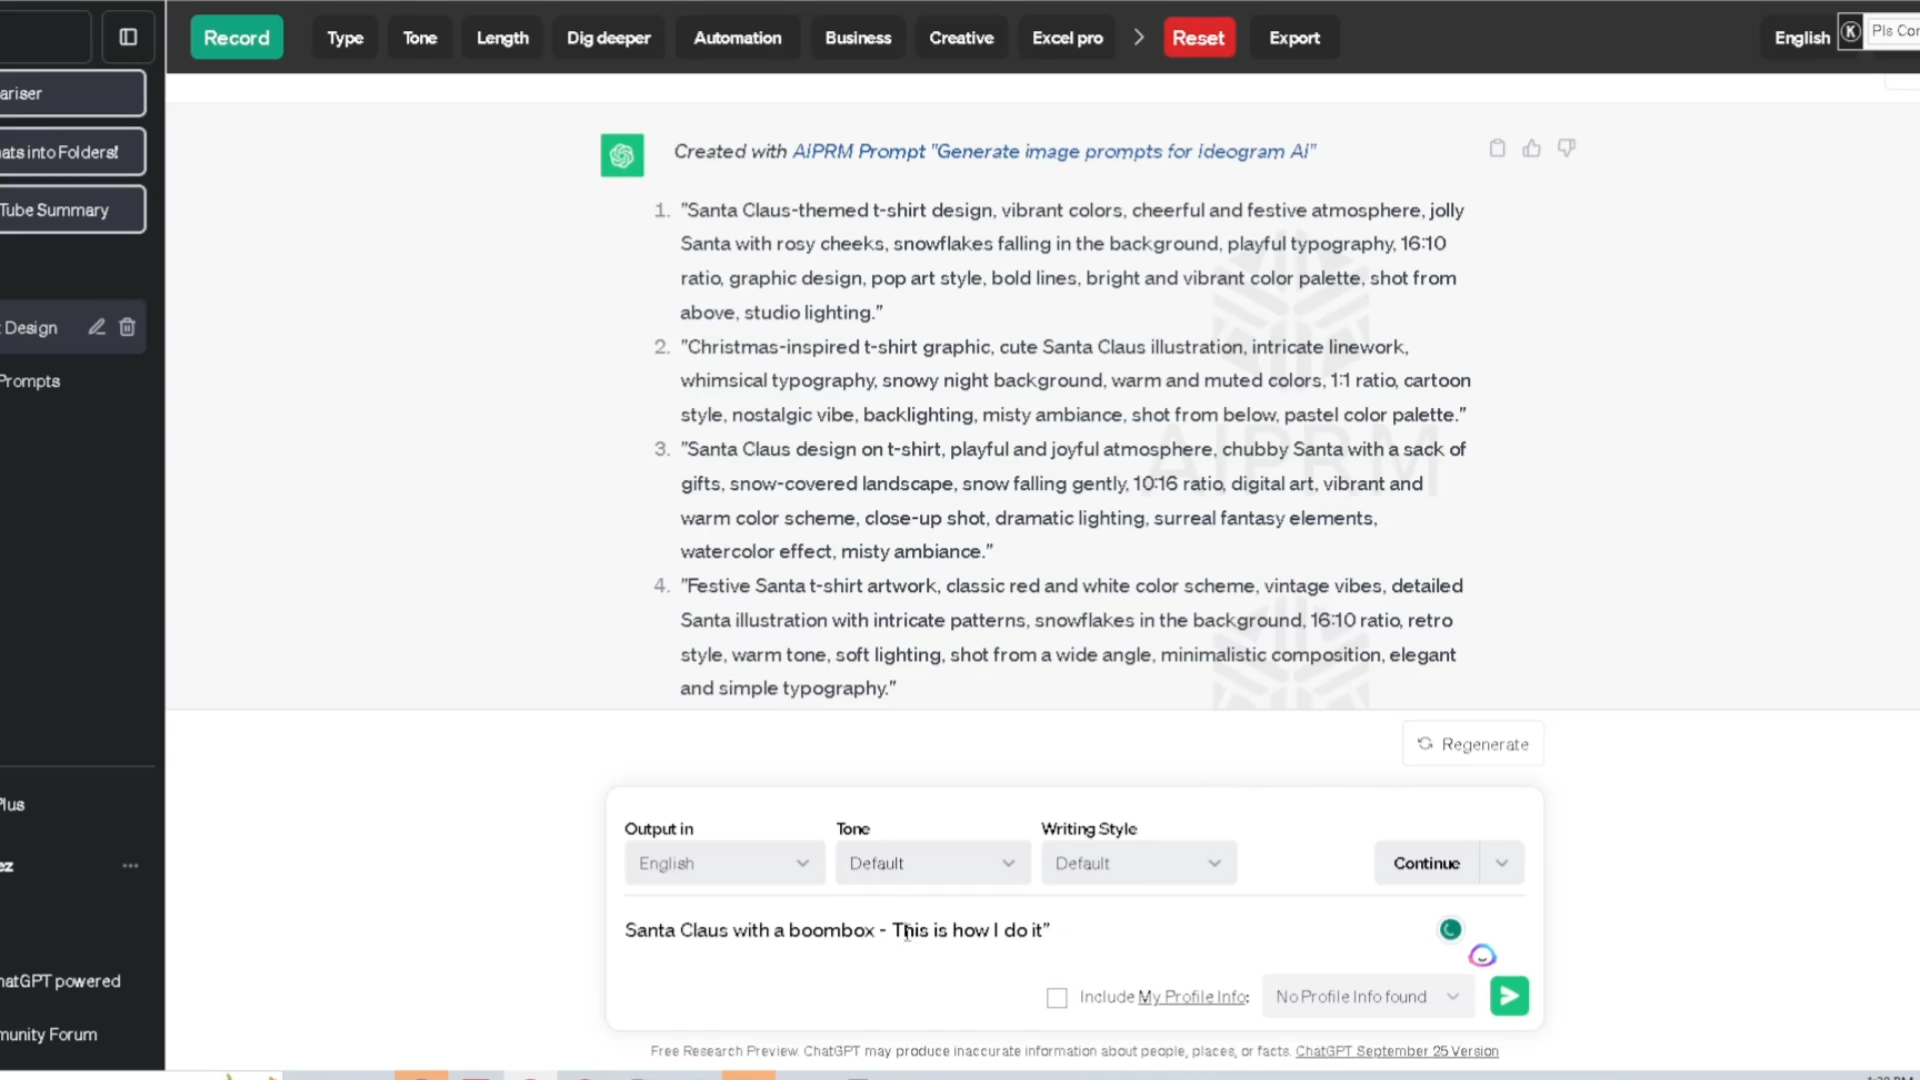 Record
Type
Tone
Length
Dig deeper
Automation
Business
Creative
Excel pro
Reset
Export
English
K
Pls Con
ariser
ats into Folders!
Tube Summary
t Design
Prompts
Plus
ez
hatGPT powered
munity Forum
Created with AIPRM Prompt "Generate image prompts for ideogram Ai"
1. "Santa Claus-themed t-shirt design, vibrant colors, cheerful and festive atmosphere, jolly
Santa with rosy cheeks, snowflakes falling in the background, playful typography, 16:10
ratio, graphic design, pop art style, bold lines, bright and vibrant color palette, shot from
above, studio lighting."
2. "Christmas-inspired t-shirt graphic, cute Santa Claus illustration, intricate linework,
whimsical typography, snowy night background, warm and muted colors, 1:1 ratio, cartoon
style, nostalgic vibe, backlighting, misty ambiance, shot from below, pastel color palette."
3. "Santa Claus design on t-shirt, playful and joyful atmosphere, chubby Santa with a sack of
gifts, snow-covered landscape, snow falling gently, 10:16 ratio, digital art, vibrant and
warm color scheme, close-up shot, dramatic lighting, surreal fantasy elements,
watercolor effect, misty ambiance."
4. "Festive Santa t-shirt artwork, classic red and white color scheme, vintage vibes, detailed
Santa illustration with intricate patterns, snowflakes in the background, 16:10 ratio, retro
style, warm tone, soft lighting, shot from a wide angle, minimalistic composition, elegant
and simple typography."
AIPRM
Regenerate
Output in
Tone
Writing Style
English
Default
Default
Continue
Santa Claus with a boombox - This is how I do it"
Include My Profile Info:
No Profile Info found
Free Research Preview. ChatGPT may produce inaccurate information about people, places, or facts. ChatGPT September 25 Version